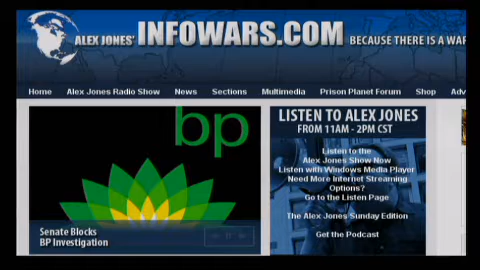 ALEX JONES' INFOWARS.COM BECAUSE THERE IS A WAR
Home Alex Jones Radio Show News Sections Multimedia Prison Planet Forum Shop Adv
bp
Senate Blocks
BP Investigation
LISTEN TO ALEX JONES
FROM 11AM - 2PM CST
Listen to the
Alex Jones Show Now
Listen with Windows Media Player
Need More Internet Streaming
Options?
Go to the Listen Page
The Alex Jones Sunday Edition
Get the Podcast